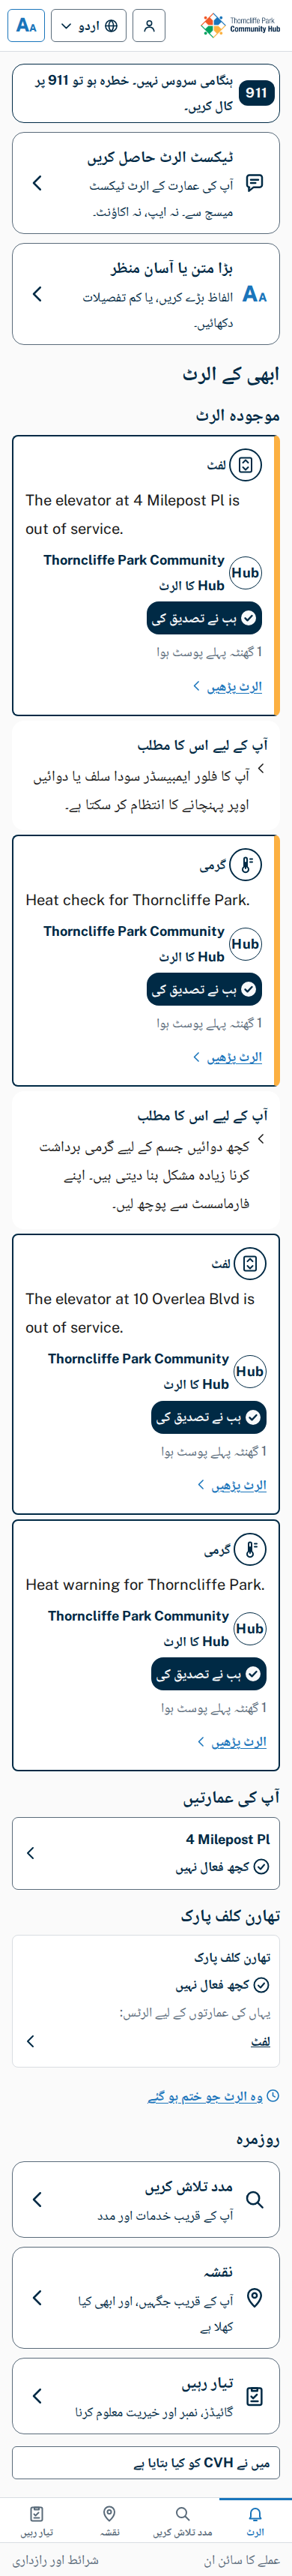 Thorncliffe Park
Community Hub
اردو
AA
911 ہنگامی سروس نہیں۔ خطرہ ہو تو 911 پر
کال کریں۔
ٹیکسٹ الرٹ حاصل کریں
آپ کی عمارت کے الرٹ ٹیکسٹ
میسج سے۔ نہ ایپ، نہ اکاؤنٹ۔
AA
بڑا متن یا آسان منظر
الفاظ بڑے کریں، یا کم تفصیلات
دکھائیں۔
ابھی کے الرٹ
موجودہ الرٹ
لفٹ
The elevator at 4 Milepost Pl is
out of service.
Hub
Thorncliffe Park Community
Hub کا الرٹ
ہب نے تصدیق کی
1 گھنٹہ پہلے پوسٹ ہوا
الرٹ پڑھیں
آپ کے لیے اس کا مطلب
آپ کا فلور ایمبیسڈر سودا سلف یا دوائیں
اوپر پہنچانے کا انتظام کر سکتا ہے۔
گرمی
Heat check for Thorncliffe Park.
Hub
Thorncliffe Park Community
Hub کا الرٹ
ہب نے تصدیق کی
1 گھنٹہ پہلے پوسٹ ہوا
الرٹ پڑھیں
آپ کے لیے اس کا مطلب
کچھ دوائیں جسم کے لیے گرمی برداشت
کرنا زیادہ مشکل بنا دیتی ہیں۔ اپنے
فارماسسٹ سے پوچھ لیں۔
لفٹ
The elevator at 10 Overlea Blvd is
out of service.
Hub
Thorncliffe Park Community
Hub کا الرٹ
ہب نے تصدیق کی
1 گھنٹہ پہلے پوسٹ ہوا
الرٹ پڑھیں
گرمی
Heat warning for Thorncliffe Park.
Hub
Thorncliffe Park Community
Hub کا الرٹ
ہب نے تصدیق کی
1 گھنٹہ پہلے پوسٹ ہوا
الرٹ پڑھیں
آپ کی عمارتیں
4 Milepost Pl
کچھ فعال نہیں
تھارن کلف پارک
تھارن کلف پارک
کچھ فعال نہیں
یہاں کی عمارتوں کے لیے الرٹس:
لفٹ
وہ الرٹ جو ختم ہو گئے
روزمرہ
مدد تلاش کریں
آپ کے قریب خدمات اور مدد
نقشہ
آپ کے قریب جگہیں، اور ابھی کیا
کھلا ہے
تیار رہیں
گائیڈز، نمبر اور خیریت معلوم کرنا
میں نے CVH کو کیا بتایا ہے
الرٹ
مدد تلاش کریں
نقشہ
تیار رہیں
عملے کا سائن ان
شرائط اور رازداری